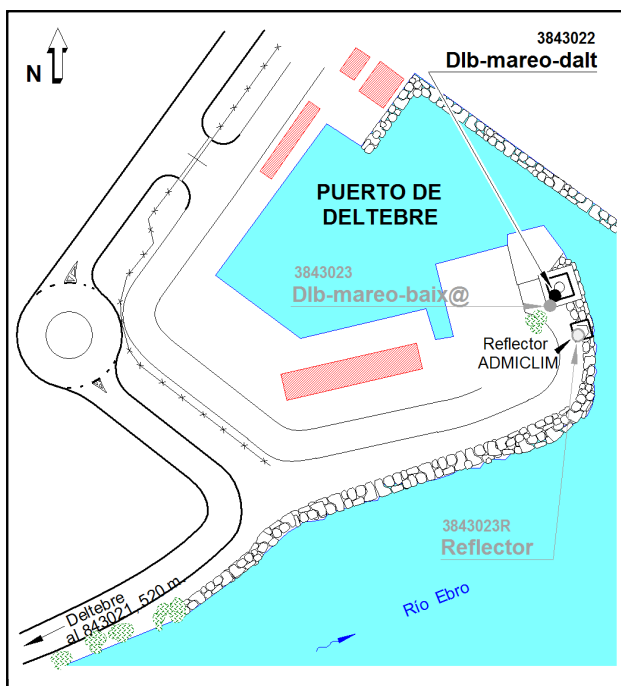 3843022
Dlb-mareo-dalt
N
PUERTO DE
DELTEBRE
3843023
Dlb-mareo-baix@
Reflector
ADMICLIM
3843023R
Reflector
Río Ebro
Deltebre
al 843021, 520 m.